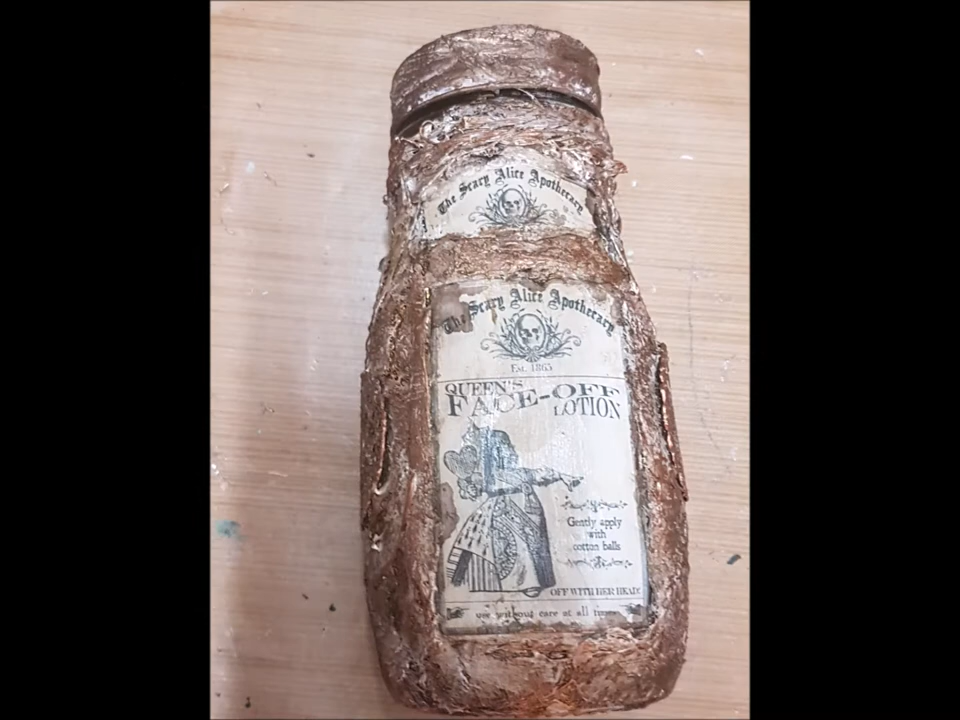 The Scary Alice Apothecary
The Scary Alice Apothecary
Est. 1865
QUEEN'S
FACE-OFF
LOTION
Gently apply
with
cotton balls
OFF WITH HER HEAD!
use without care at all times